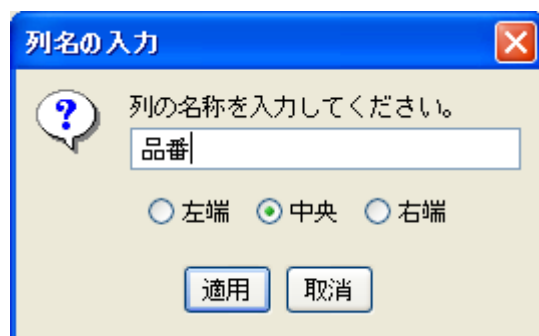 列名の入力
列の名称を入力してください。
品番
左端 中央 右端
適用 取消